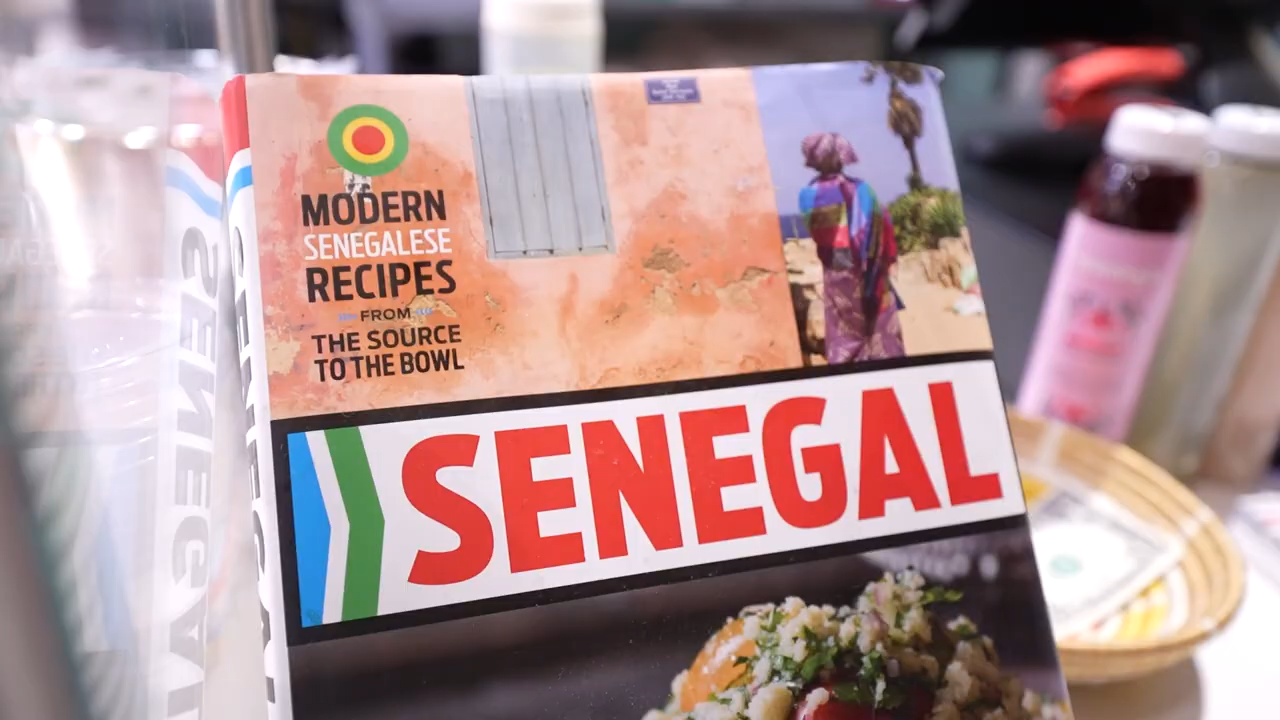 MODERN
SENEGALESE
RECIPES
FROM
THE SOURCE
TO THE BOWL
SENEGAL
SENEGAL